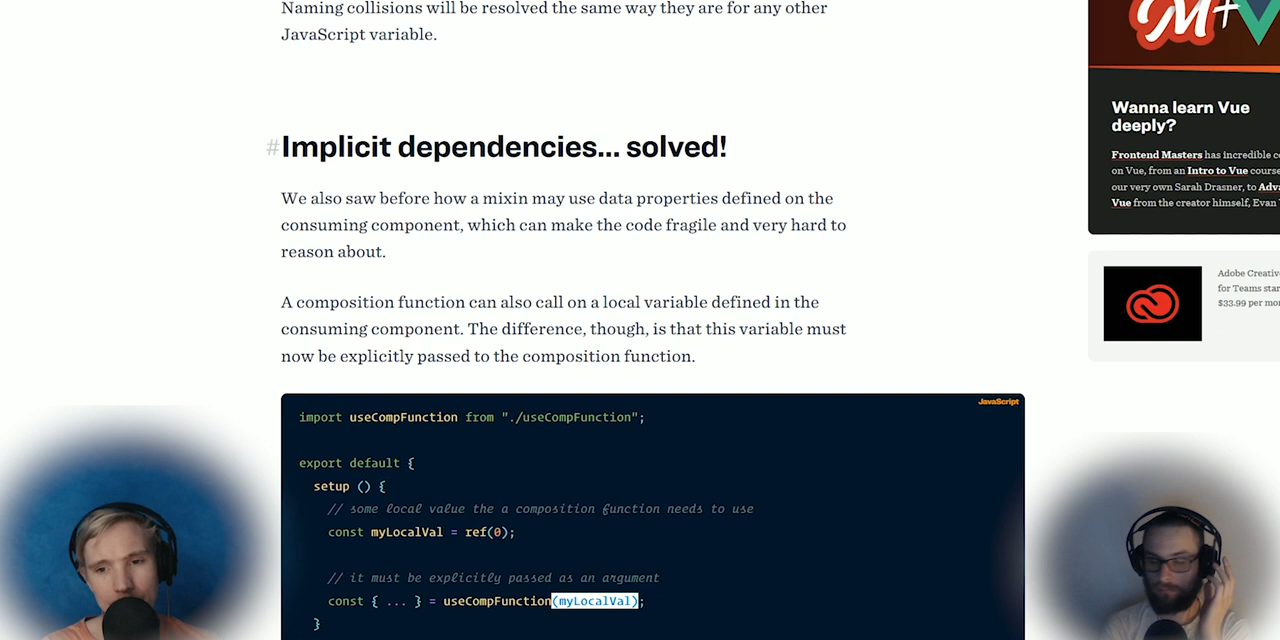 Naming collisions will be resolved the same way they are for any other
JavaScript variable.
#Implicit dependencies... solved!
We also saw before how a mixin may use data properties defined on the
consuming component, which can make the code fragile and very hard to
reason about.
A composition function can also call on a local variable defined in the
consuming component. The difference, though, is that this variable must
now be explicitly passed to the composition function.
JavaScript
import useCompFunction from "./useCompFunction";
export default {
setup () {
// some local value the a composition function needs to use
const myLocalVal = ref(0);
// it must be explicitly passed as an argument
const { ... } = useCompFunction(myLocalVal);
}
M+
Wanna learn Vue
deeply?
Frontend Masters has incredible
on Vue, from an Intro to Vue course
our very own Sarah Drasner, to
Vue from the creator himself, Evan
Adobe
for Teams
$33.99 per